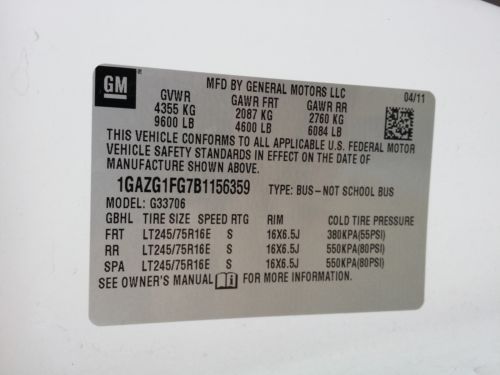 GM
MFD BY GENERAL MOTORS LLC
04/11
GVWR GAWR FRT GAWR RR
4355 KG 2087 KG 2760 KG
9600 LB 4600 LB 6084 LB
THIS VEHICLE CONFORMS TO ALL APPLICABLE U.S. FEDERAL MOTOR
VEHICLE SAFETY STANDARDS IN EFFECT ON THE DATE OF
MANUFACTURE SHOWN ABOVE.
1GAZG1FG7B1156359 TYPE: BUS-NOT SCHOOL BUS
MODEL: G33706
GBHL TIRE SIZE SPEED RTG RIM COLD TIRE PRESSURE
FRT LT245/75R16E S 16X6.5J 380KPA(55PSI)
RR LT245/75R16E S 16X6.5J 550KPA(80PSI)
SPA LT245/75R16E S 16X6.5J 550KPA(80PSI)
SEE OWNER'S MANUAL FOR MORE INFORMATION.